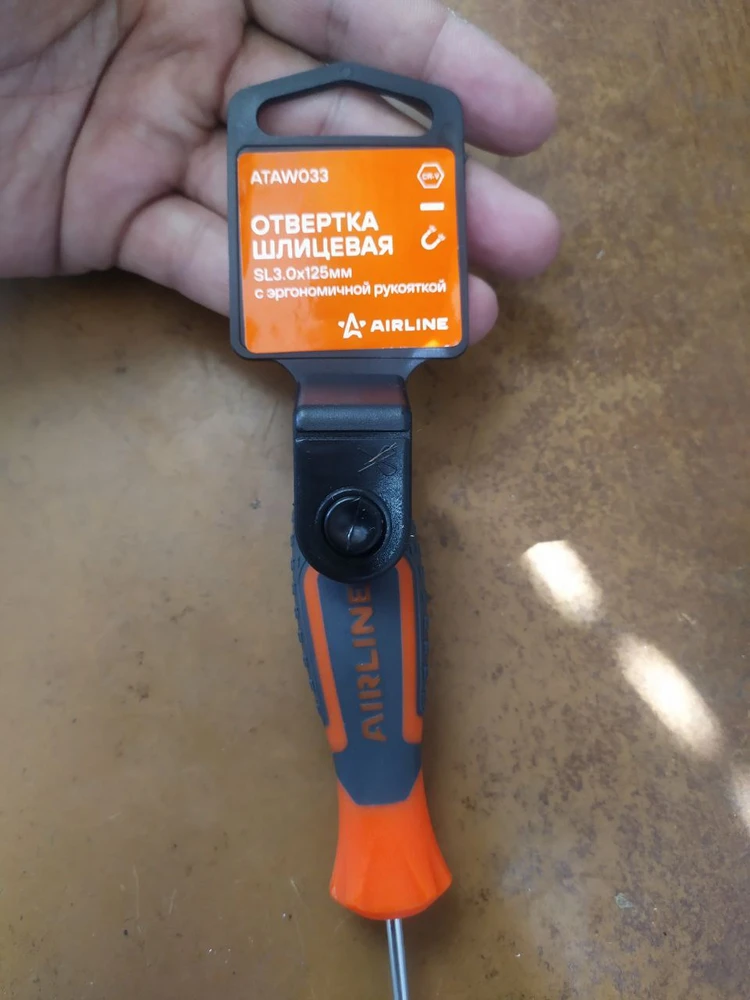 ATAW033
CR-V
ОТВЕРТКА
ШЛИЦЕВАЯ
SL3.0x125мм
с эргономичной рукояткой
AIRLINE
AIRLINE